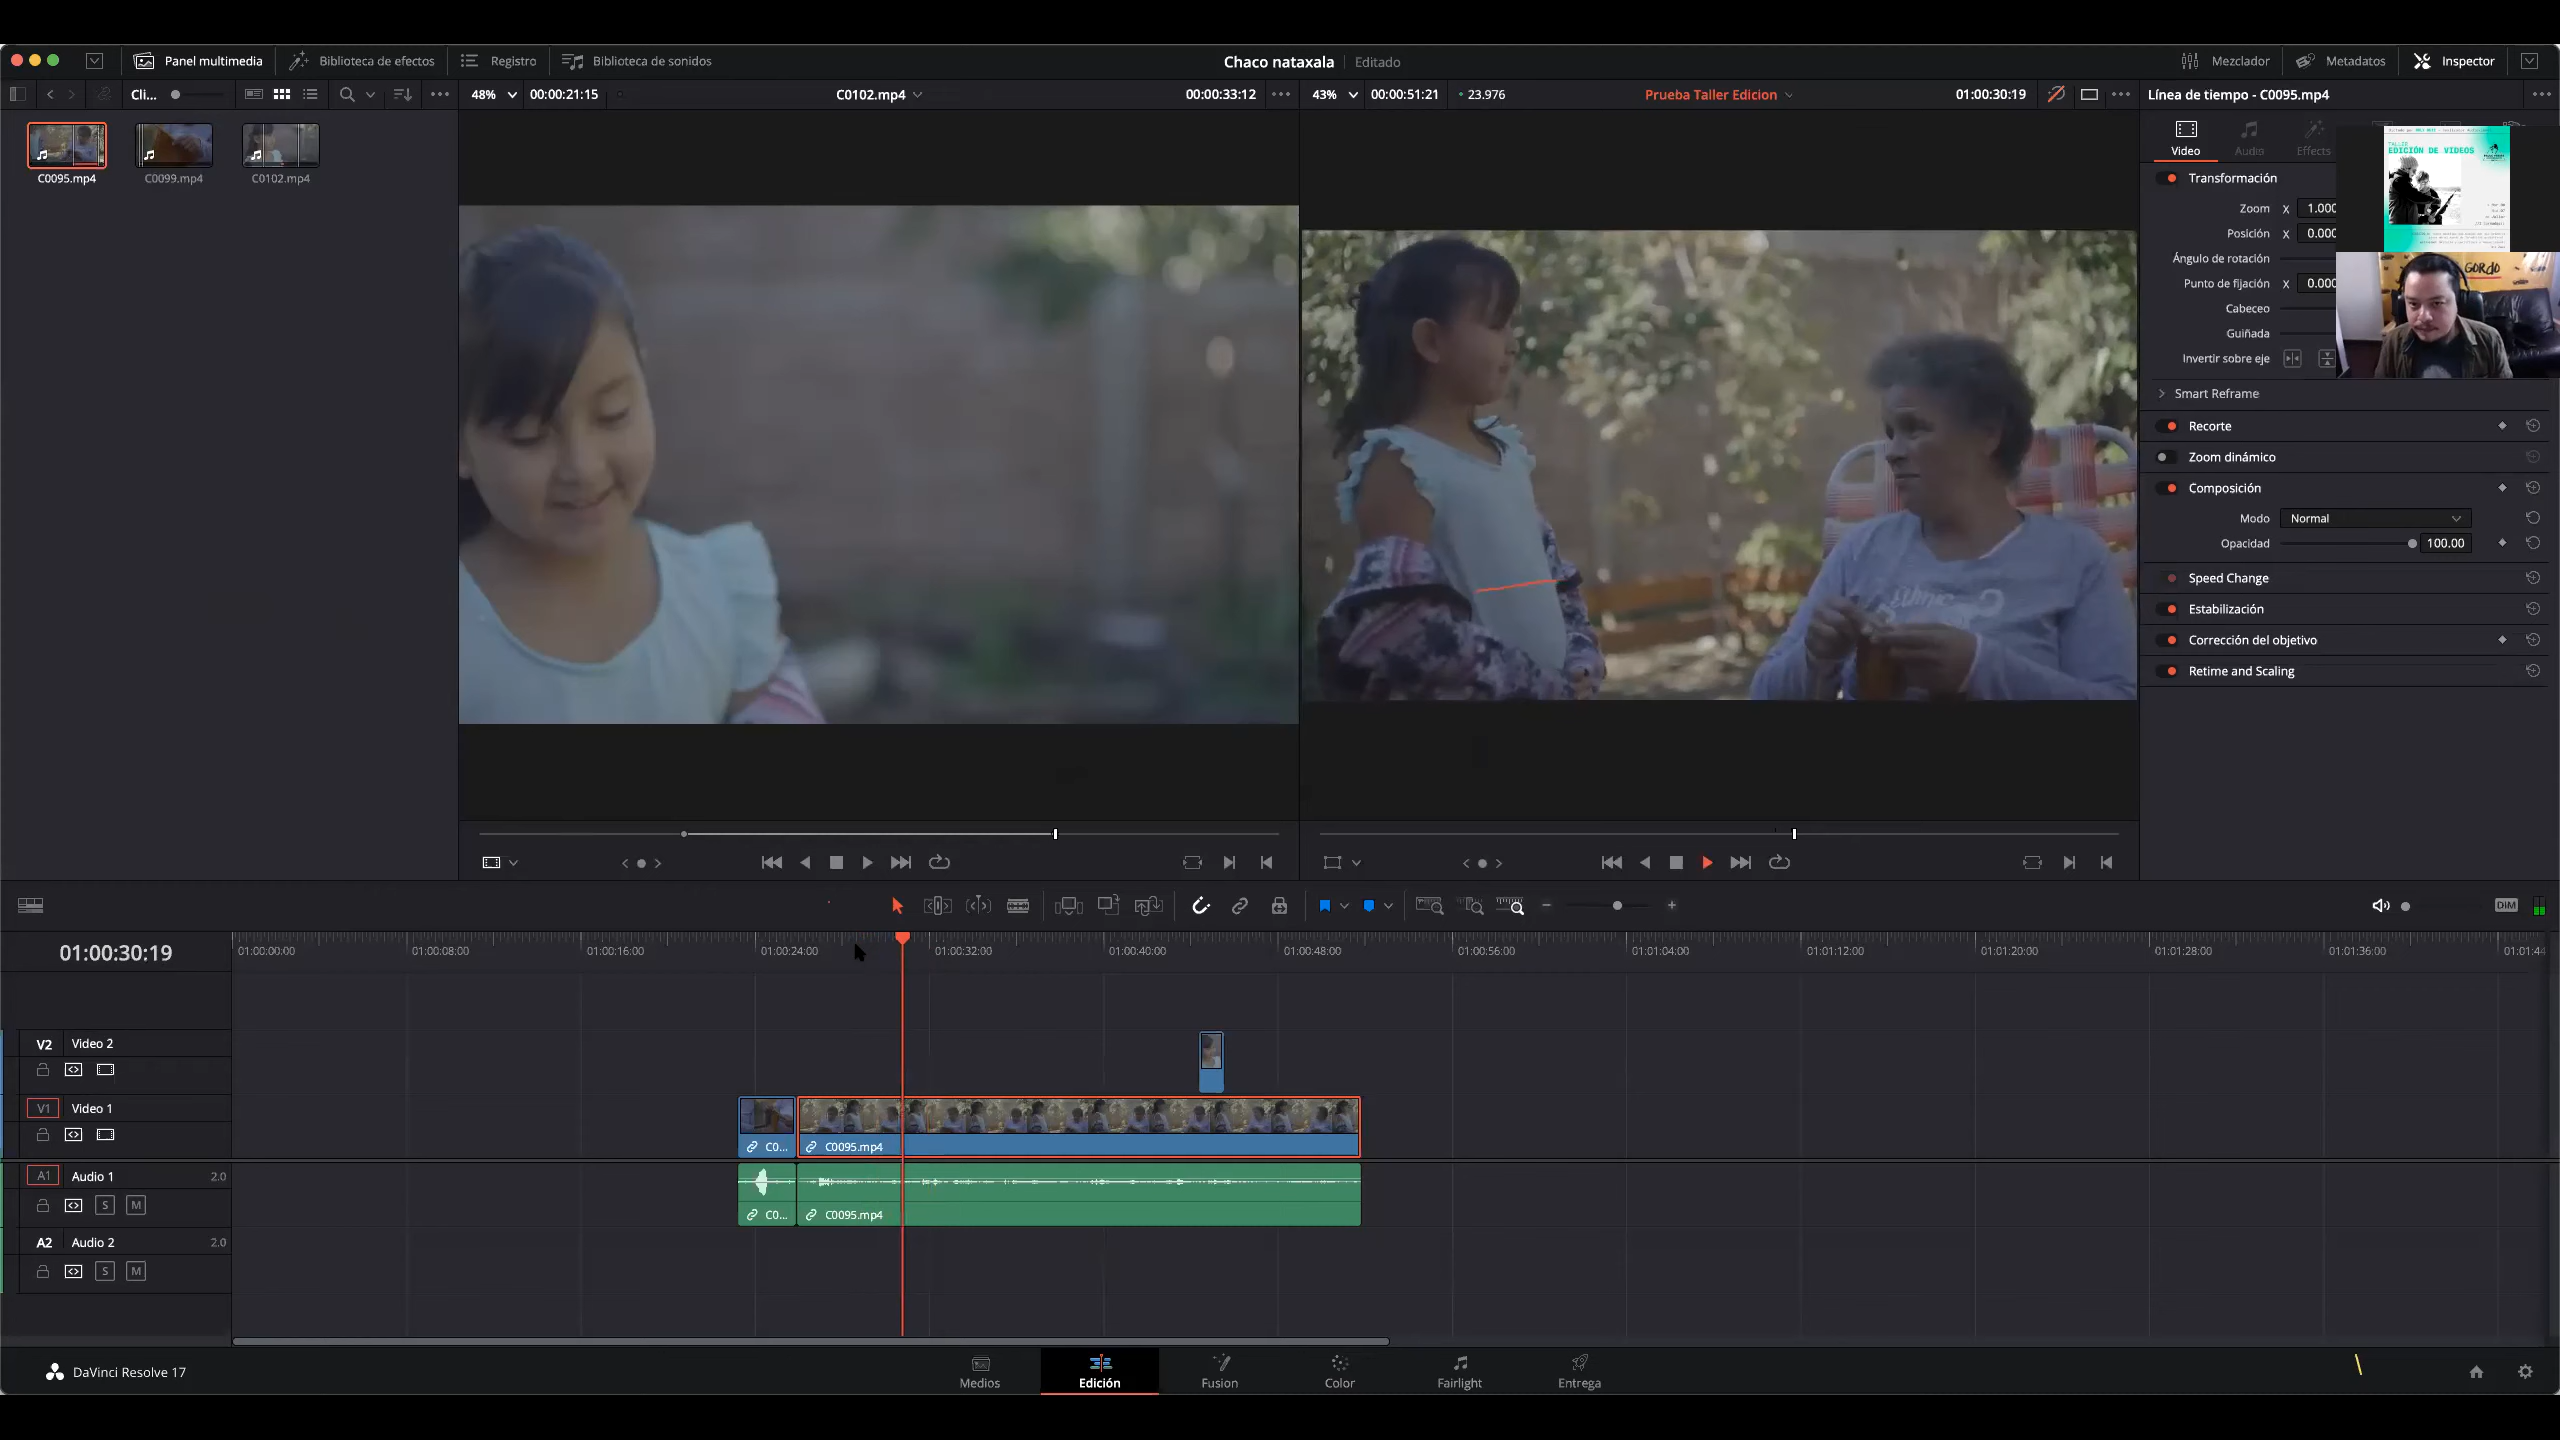 Panel multimedia
Biblioteca de efectos
Registro
Biblioteca de sonidos
Chaco nataxala
Editado
Mezclador
Metadatos
Inspector
Cli...
48%
00:00:21:15
C0102.mp4
00:00:33:12
43%
00:00:51:21
23.976
Prueba Taller Edicion
01:00:30:19
Línea de tiempo - C0095.mp4
C0095.mp4
C0099.mp4
C0102.mp4
Video
Audio
Effects
TALLER
EDICIÓN DE VIDEOS
GORDO
Transformación
Zoom X 1.000
Posición X 0.000
Ángulo de rotación
Punto de fijación X 0.000
Cabeceo
Guiñada
Invertir sobre eje
Smart Reframe
Recorte
Zoom dinámico
Composición
Modo Normal
Opacidad 100.00
Speed Change
Estabilización
Corrección del objetivo
Retime and Scaling
DIM
01:00:30:19
01:00:00:00
01:00:08:00
01:00:16:00
01:00:24:00
01:00:32:00
01:00:40:00
01:00:48:00
01:00:56:00
01:01:04:00
01:01:12:00
01:01:20:00
01:01:28:00
01:01:36:00
01:01:44
V2 Video 2
V1 Video 1
C0...
C0095.mp4
A1 Audio 1 2.0
S M
C0...
C0095.mp4
A2 Audio 2 2.0
S M
DaVinci Resolve 17
Medios
Edición
Fusion
Color
Fairlight
Entrega